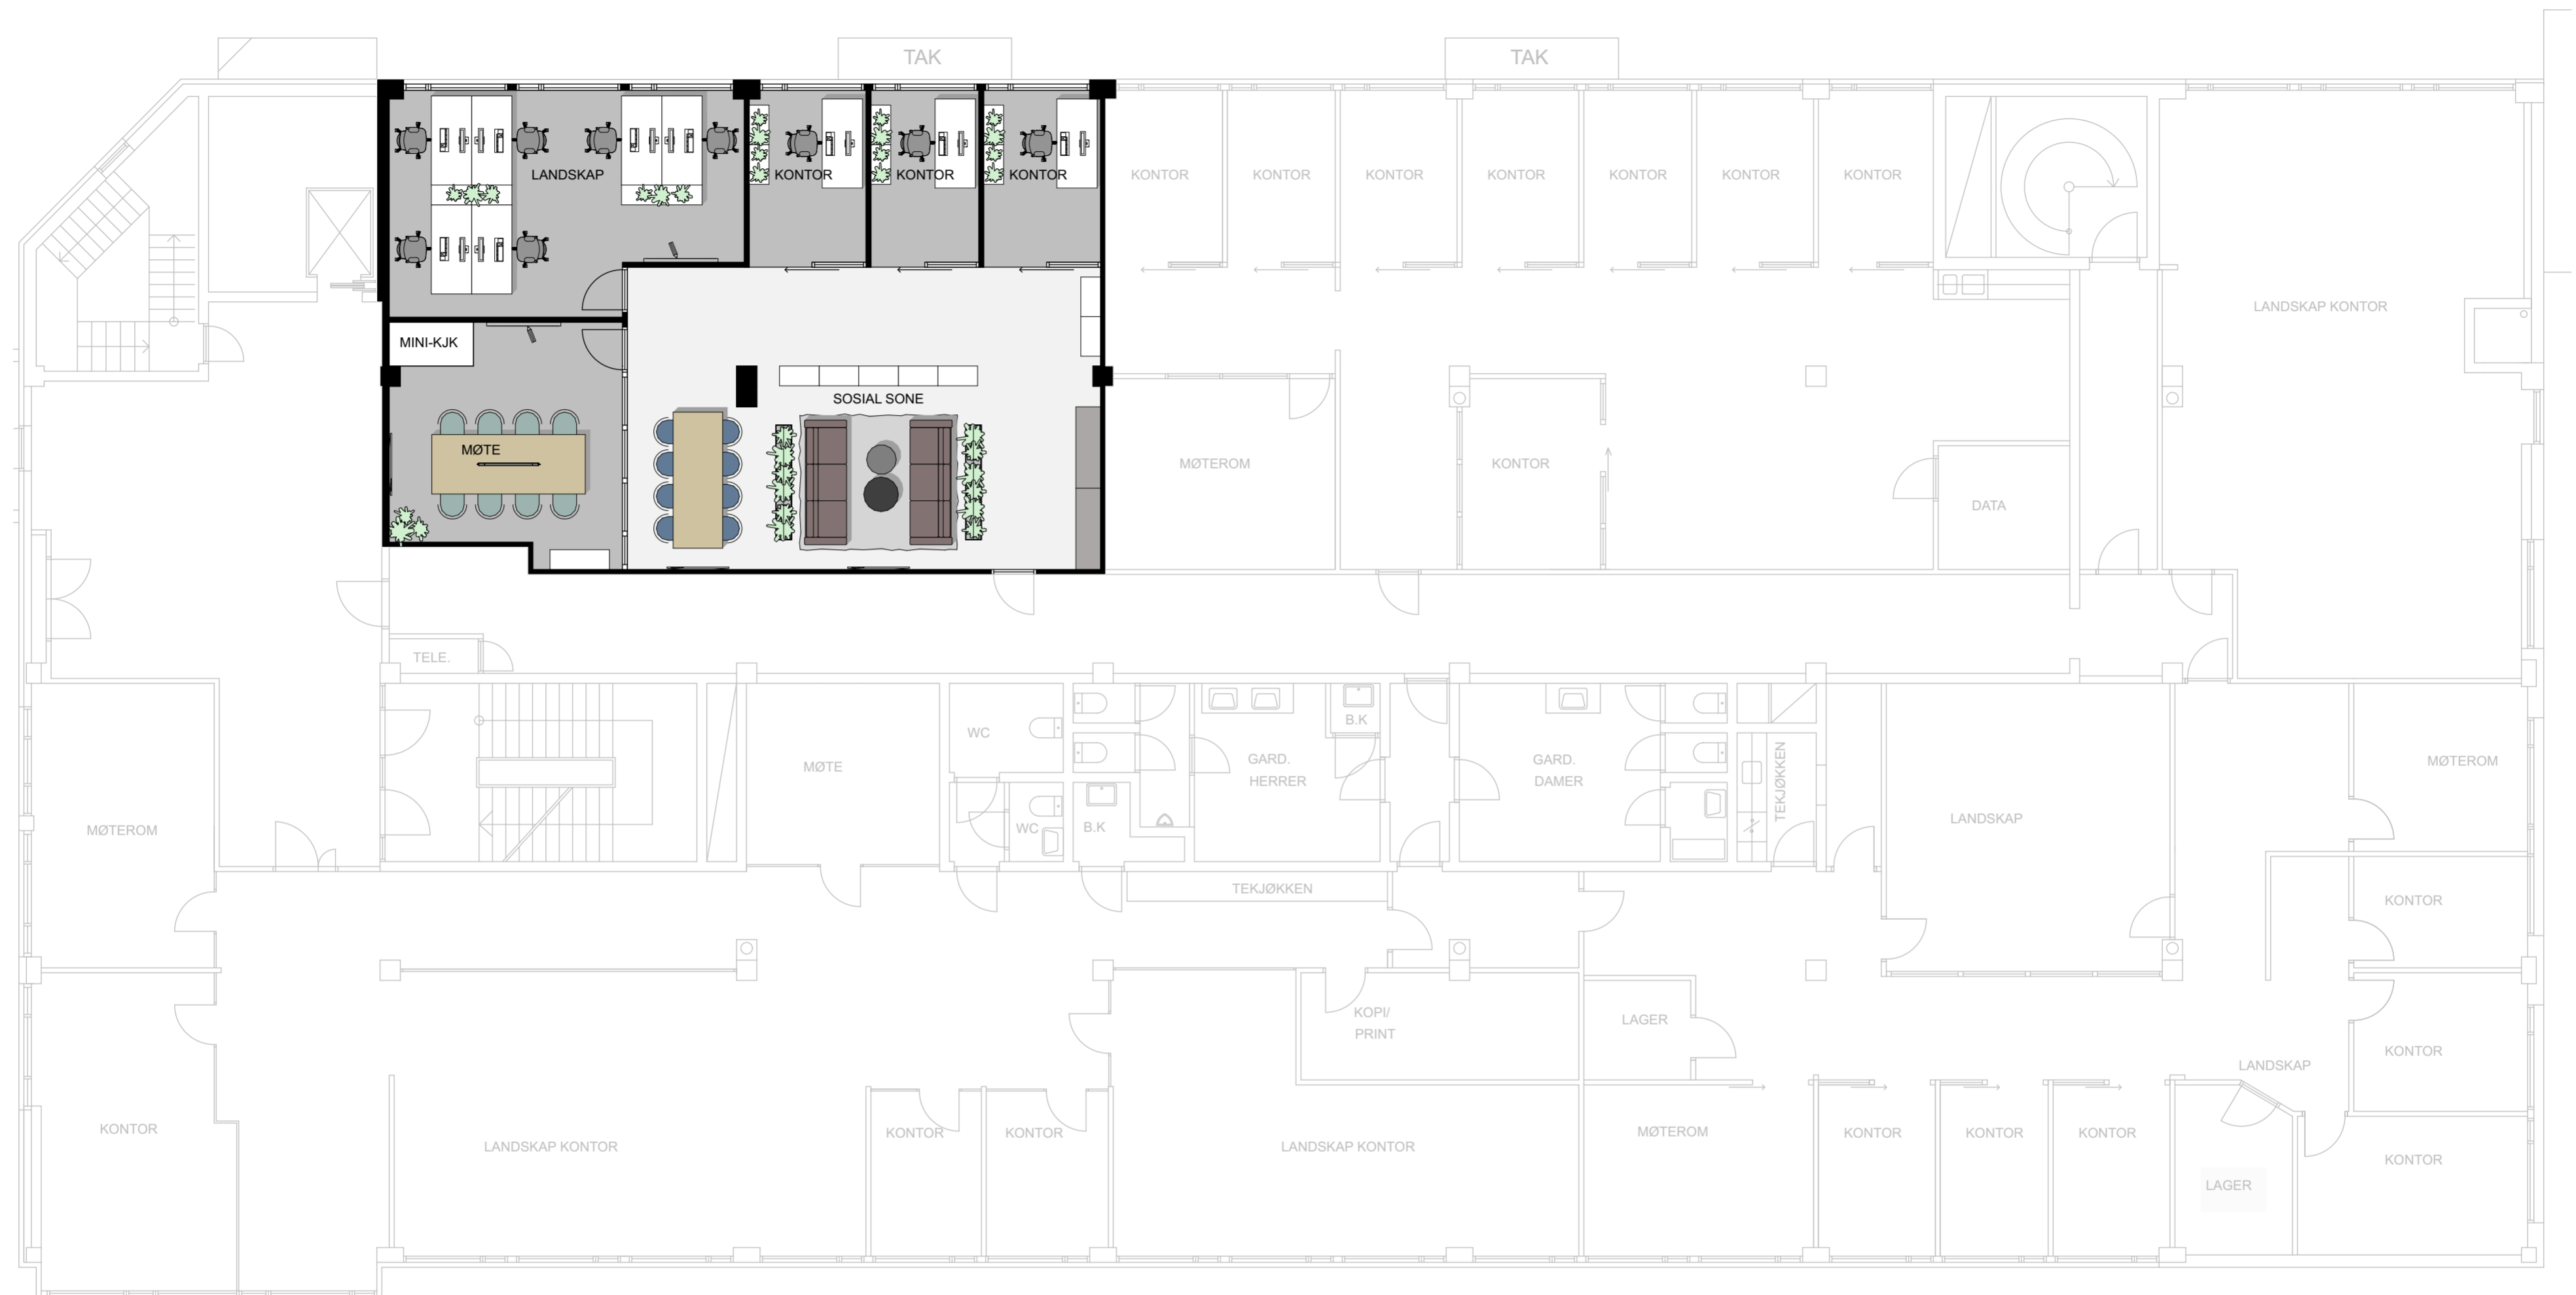 TAK
TAK
LANDSKAP
KONTOR
KONTOR
KONTOR
KONTOR
KONTOR
KONTOR
KONTOR
KONTOR
KONTOR
KONTOR
LANDSKAP KONTOR
MINI-KJK
SOSIAL SONE
MØTE
MØTEROM
KONTOR
DATA
TELE.
WC
B.K
GARD.
HERRER
GARD.
DAMER
TEKJØKKEN
MØTE
MØTEROM
WC
B.K
LANDSKAP
MØTEROM
TEKJØKKEN
KONTOR
KOPI/
PRINT
LAGER
KONTOR
LANDSKAP
KONTOR
LANDSKAP KONTOR
KONTOR
KONTOR
LANDSKAP KONTOR
MØTEROM
KONTOR
KONTOR
KONTOR
KONTOR
LAGER